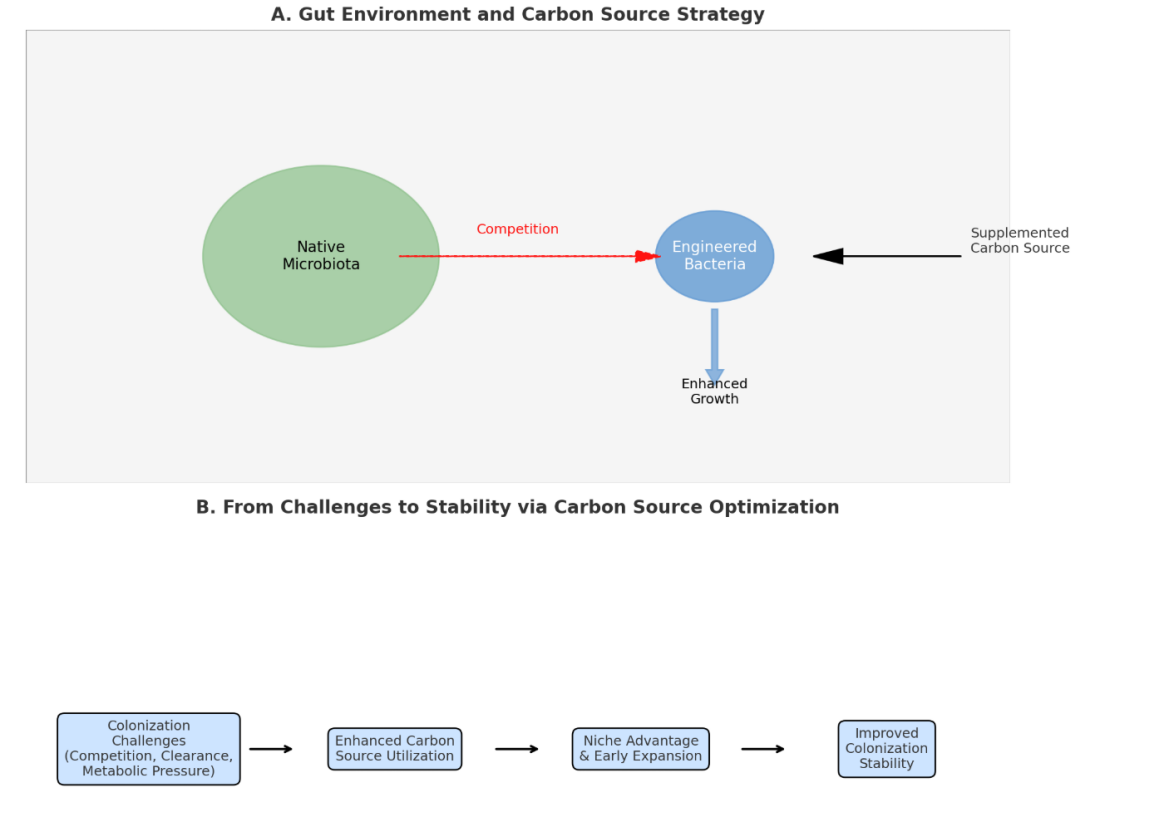 A. Gut Environment and Carbon Source Strategy
Competition
Native
Microbiota
Engineered
Bacteria
Supplemented
Carbon Source
Enhanced
Growth
B. From Challenges to Stability via Carbon Source Optimization
Colonization
Challenges
(Competition, Clearance,
Metabolic Pressure)
Enhanced Carbon
Source Utilization
Niche Advantage
& Early Expansion
Improved
Colonization
Stability